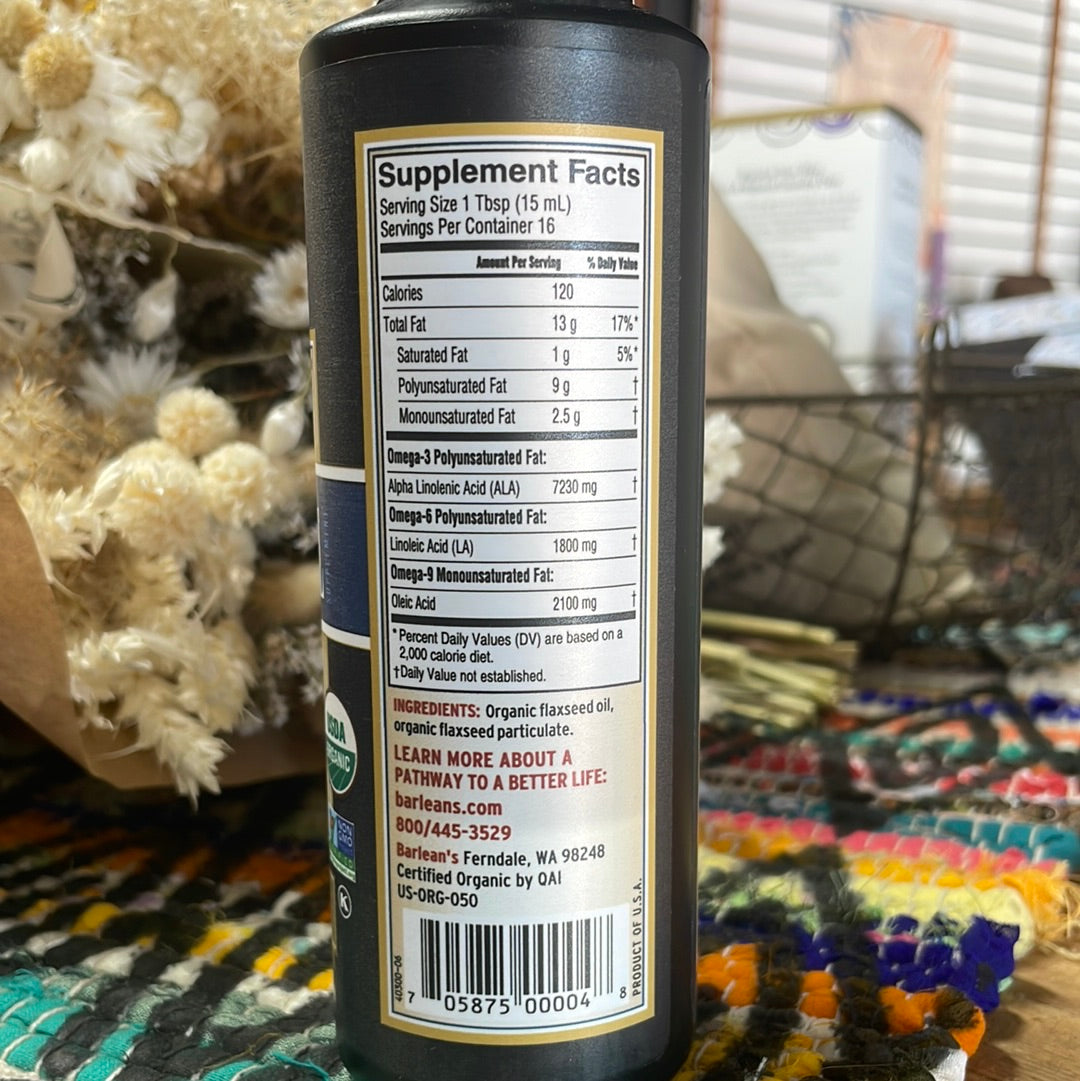 Supplement Facts
Serving Size 1 Tbsp (15 mL)
Servings Per Container 16
Amount Per Serving % Daily Value
Calories 120
Total Fat 13 g 17%*
Saturated Fat 1 g 5%*
Polyunsaturated Fat 9 g †
Monounsaturated Fat 2.5 g †
Omega-3 Polyunsaturated Fat:
Alpha Linolenic Acid (ALA) 7230 mg †
Omega-6 Polyunsaturated Fat:
Linoleic Acid (LA) 1800 mg †
Omega-9 Monounsaturated Fat:
Oleic Acid 2100 mg †
* Percent Daily Values (DV) are based on a
2,000 calorie diet.
†Daily Value not established.
INGREDIENTS: Organic flaxseed oil,
organic flaxseed particulate.
LEARN MORE ABOUT A
PATHWAY TO A BETTER LIFE:
barleans.com
800/445-3529
Barlean's Ferndale, WA 98248
Certified Organic by QAI
US-ORG-050
40300-06
7 05875 00004 8
PRODUCT OF U.S.A.
USDA
ORGANIC
NON
GMO
K